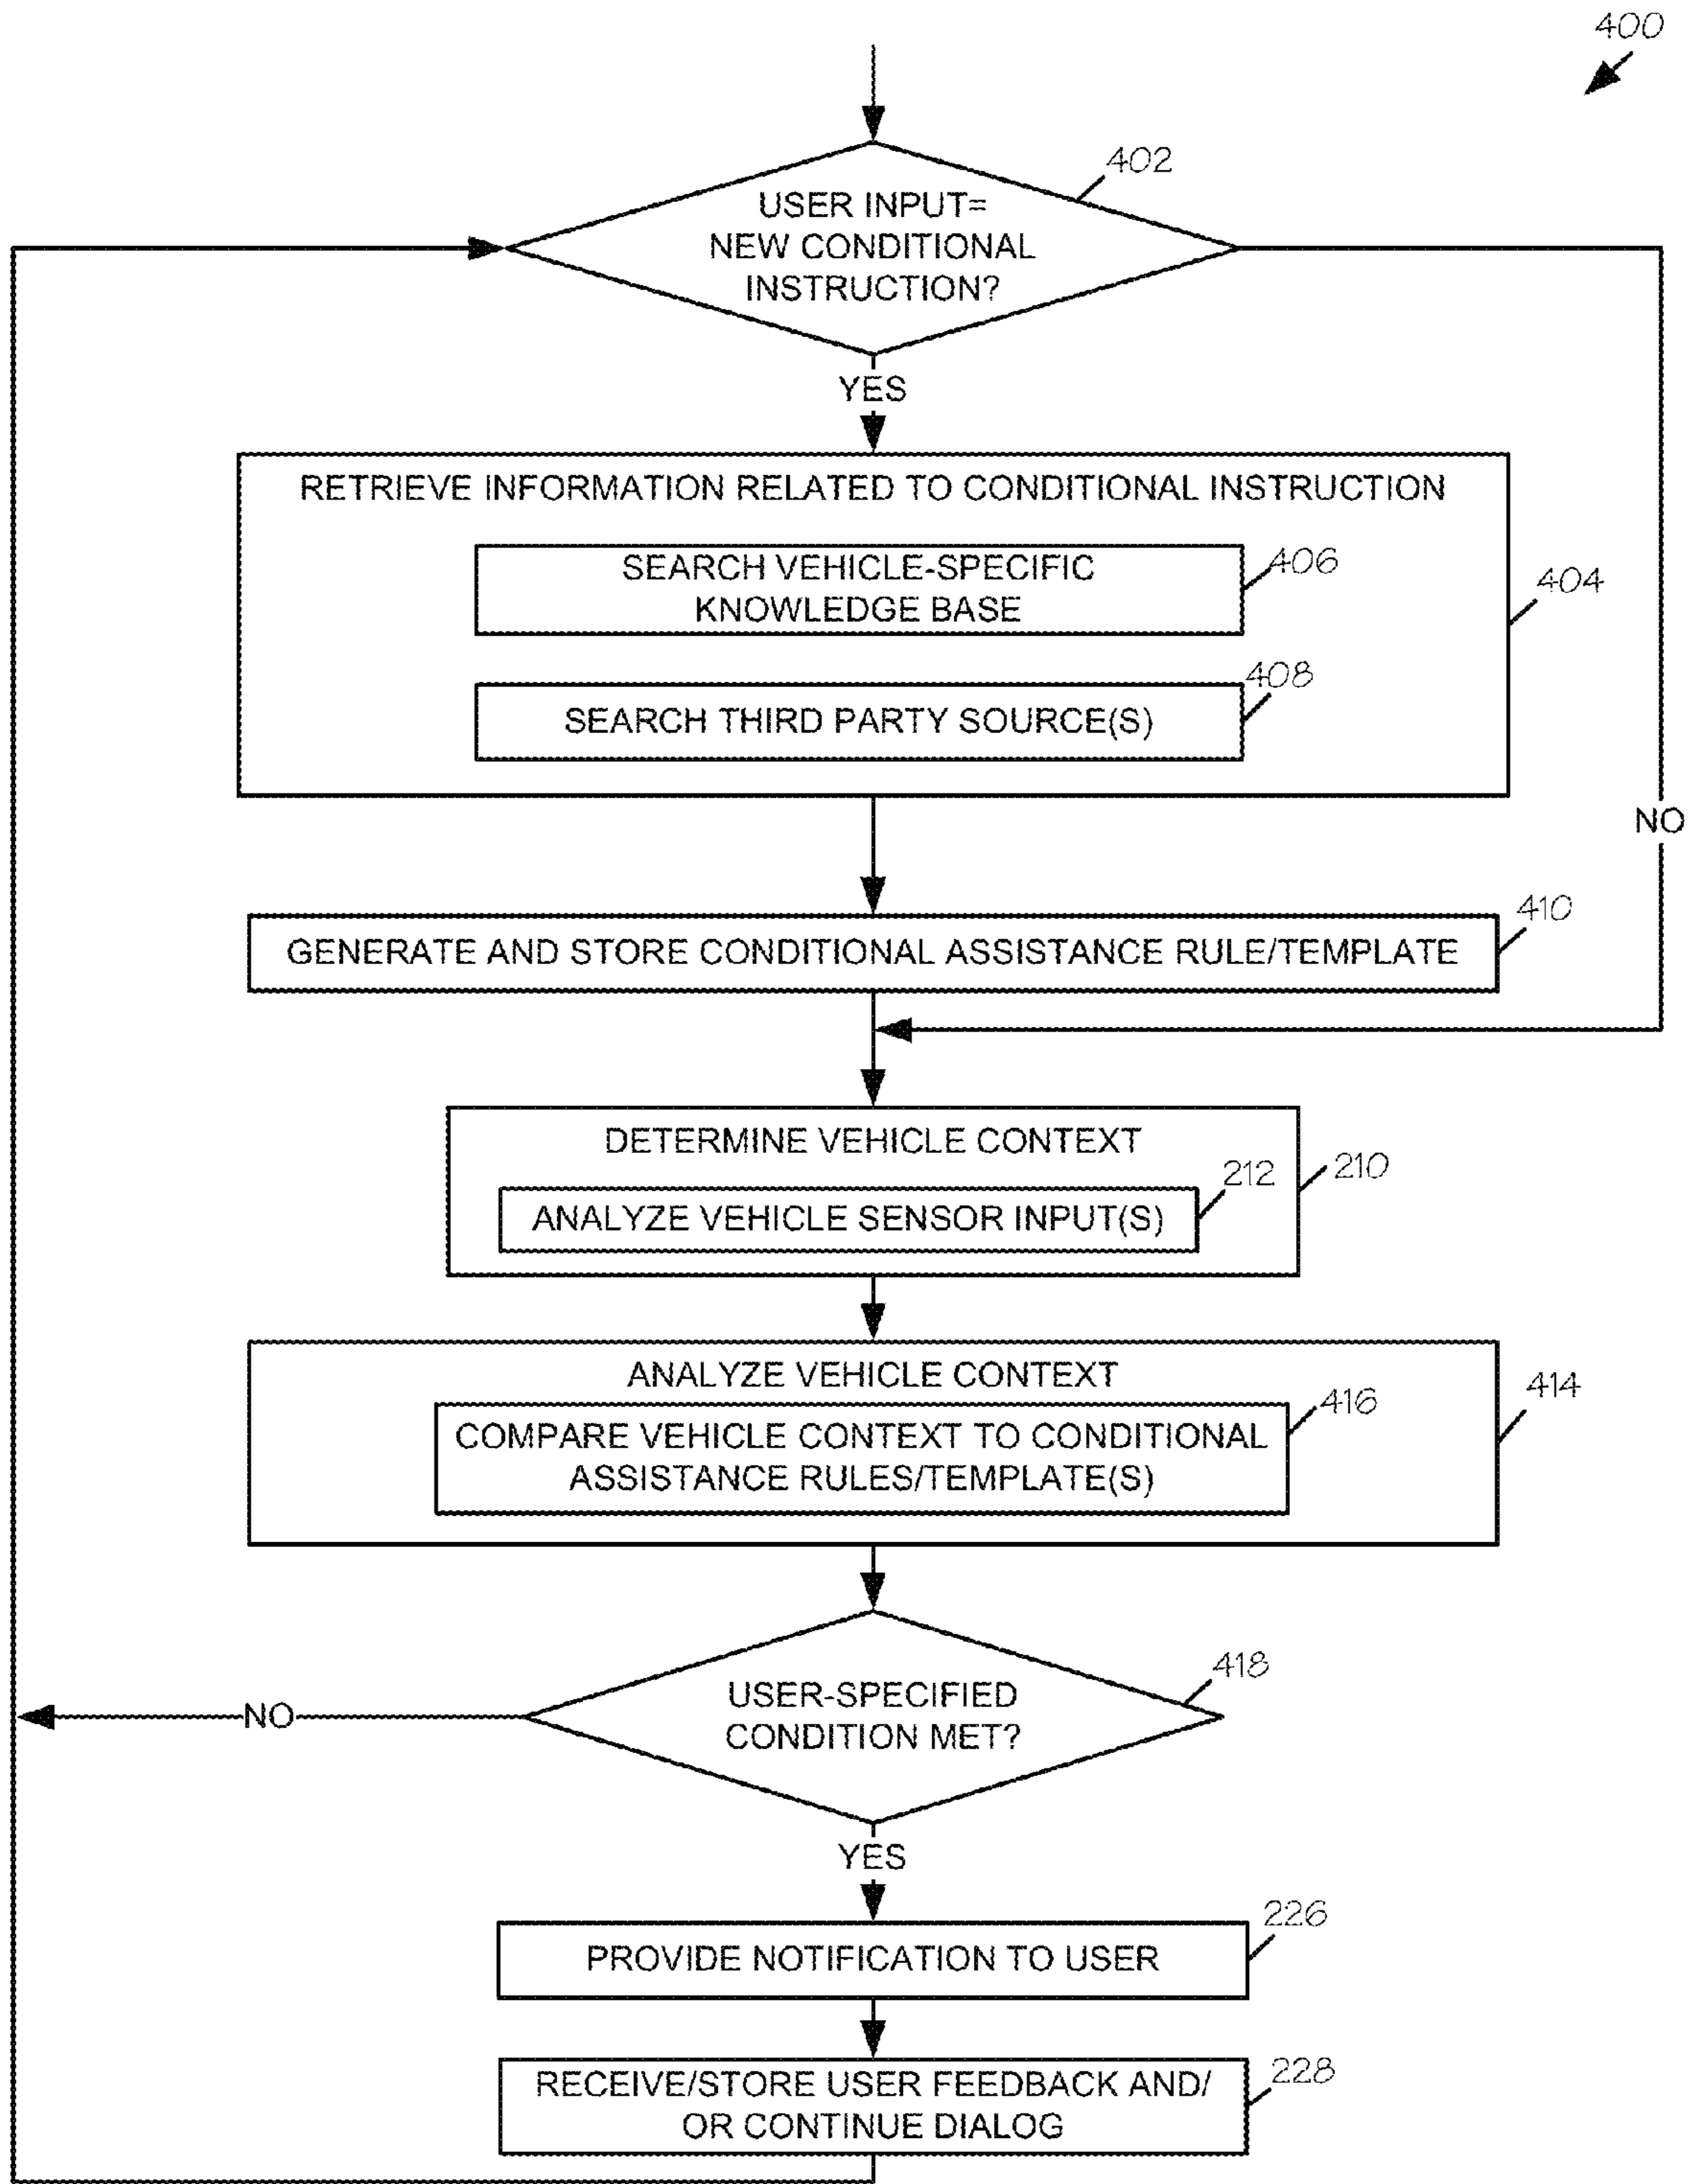 400
402
USER INPUT=
NEW CONDITIONAL
INSTRUCTION?
YES
RETRIEVE INFORMATION RELATED TO CONDITIONAL INSTRUCTION
SEARCH VEHICLE-SPECIFIC
KNOWLEDGE BASE
406
404
408
SEARCH THIRD PARTY SOURCE(S)
NO
410
GENERATE AND STORE CONDITIONAL ASSISTANCE RULE/TEMPLATE
DETERMINE VEHICLE CONTEXT
210
212
ANALYZE VEHICLE SENSOR INPUT(S)
ANALYZE VEHICLE CONTEXT
414
416
COMPARE VEHICLE CONTEXT TO CONDITIONAL
ASSISTANCE RULES/TEMPLATE(S)
418
USER-SPECIFIED
CONDITION MET?
NO
YES
226
PROVIDE NOTIFICATION TO USER
228
RECEIVE/STORE USER FEEDBACK AND/
OR CONTINUE DIALOG